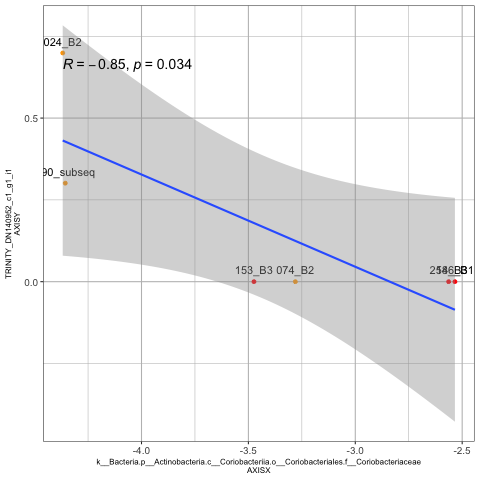 024_B2
R = −0.85, p = 0.034
0.5
90_subseq
153_B3 074_B2
0.0
-4.0 -3.5 -3.0 -2.5
TRINITY_DN140952_c1_g1_i1
AXISY
k__Bacteria.p__Actinobacteria.c__Coriobacteriia.o__Coriobacteriales.f__Coriobacteriaceae
AXISX